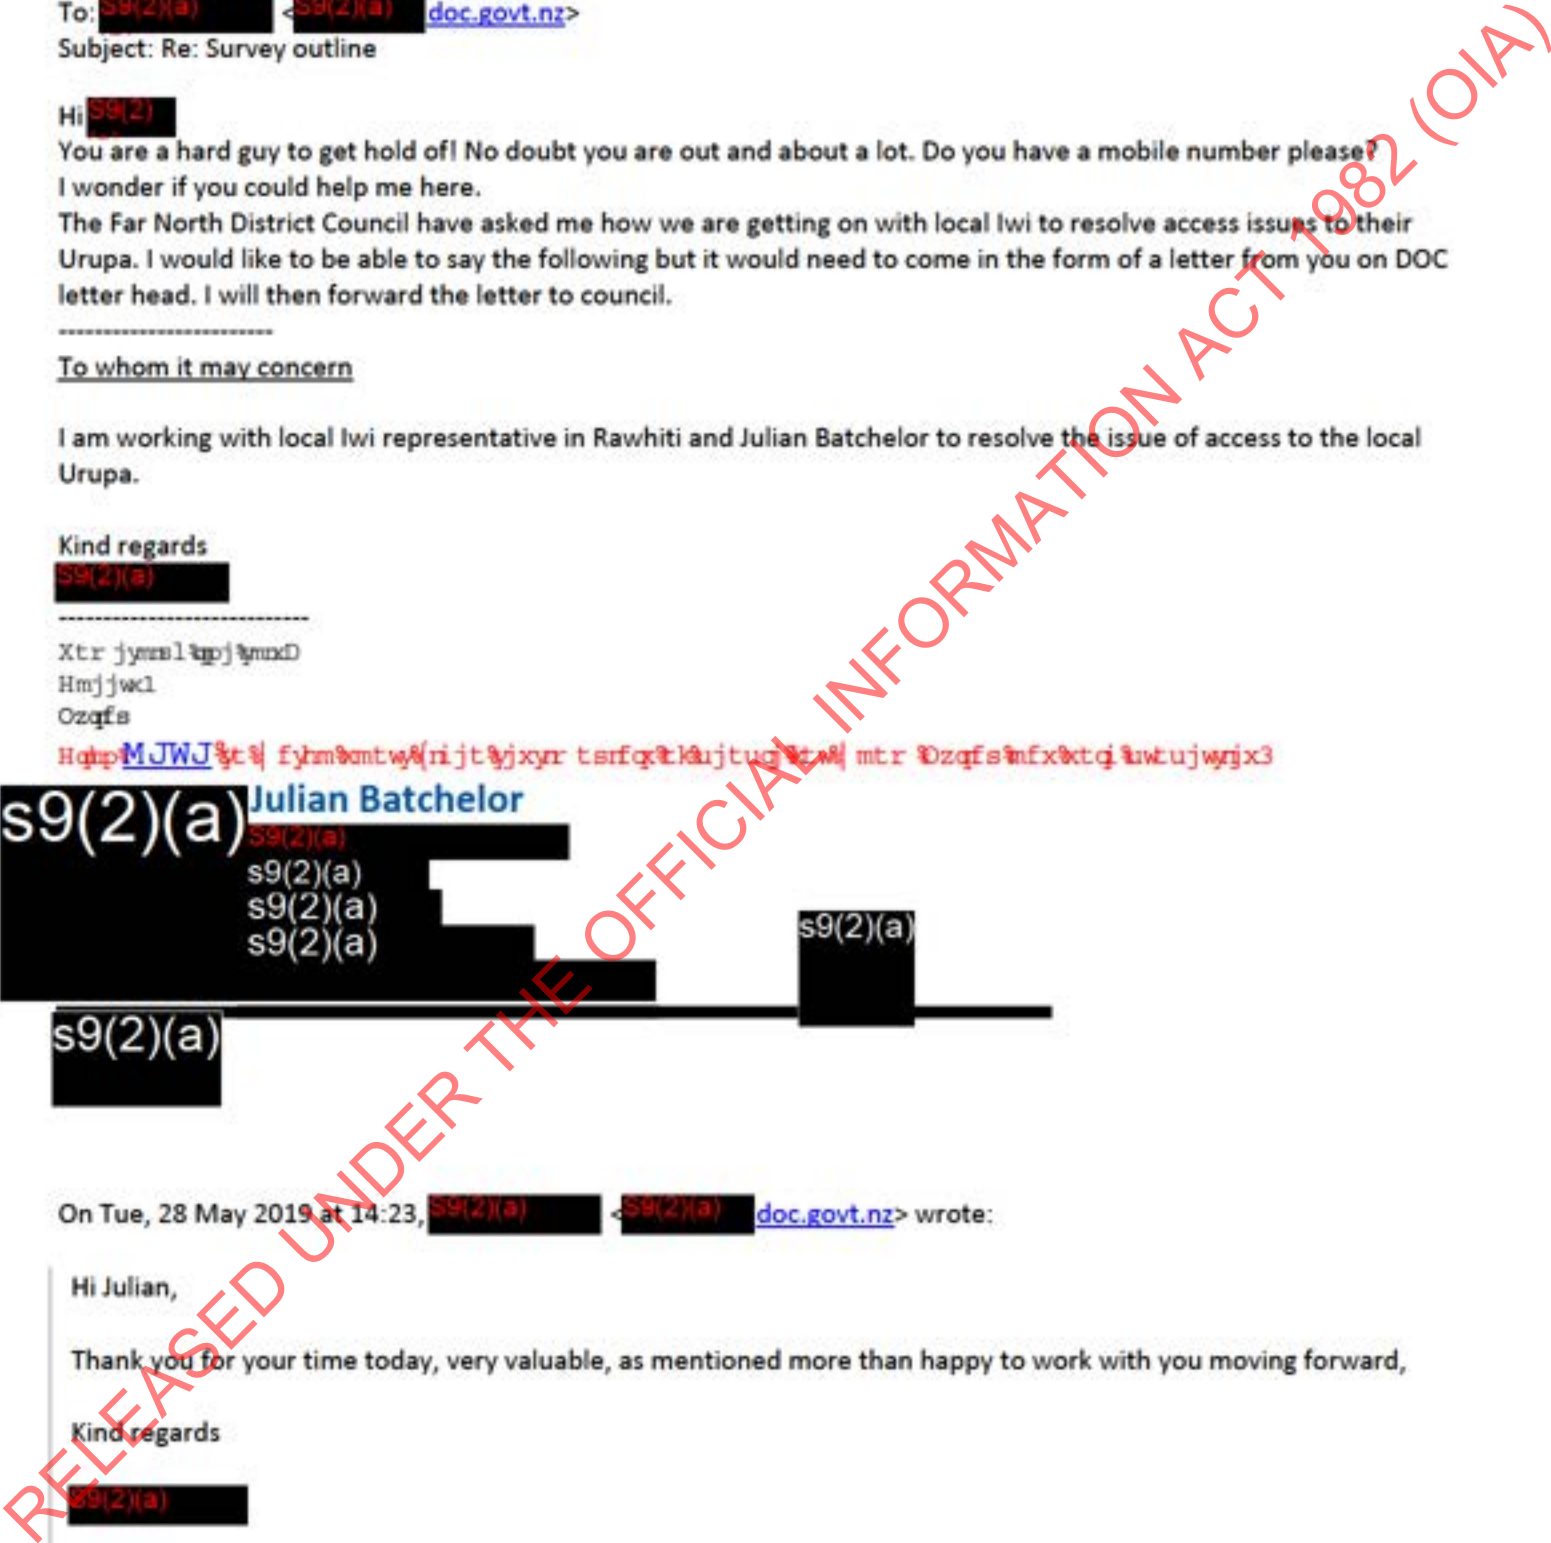 To: S9(2)(a) <S9(2)(a) doc.govt.nz>
Subject: Re: Survey outline
Hi S9(2)
You are a hard guy to get hold of! No doubt you are out and about a lot. Do you have a mobile number please?
I wonder if you could help me here.
The Far North District Council have asked me how we are getting on with local Iwi to resolve access issues to their
Urupa. I would like to be able to say the following but it would need to come in the form of a letter from you on DOC
letter head. I will then forward the letter to council.
------------------------
To whom it may concern
I am working with local Iwi representative in Rawhiti and Julian Batchelor to resolve the issue of access to the local
Urupa.
Kind regards
S9(2)(a)
----------------------------
Hmjjwx1
Ozqfs
MJWJ
s9(2)(a) Julian Batchelor
S9(2)(a)
s9(2)(a)
s9(2)(a)
s9(2)(a)
s9(2)(a)
s9(2)(a)
On Tue, 28 May 2019 at 14:23, S9(2)(a) <S9(2)(a) doc.govt.nz> wrote:
Hi Julian,
Thank you for your time today, very valuable, as mentioned more than happy to work with you moving forward,
Kind regards
S9(2)(a)
RELEASED UNDER THE OFFICIAL INFORMATION ACT 1982 (OIA)